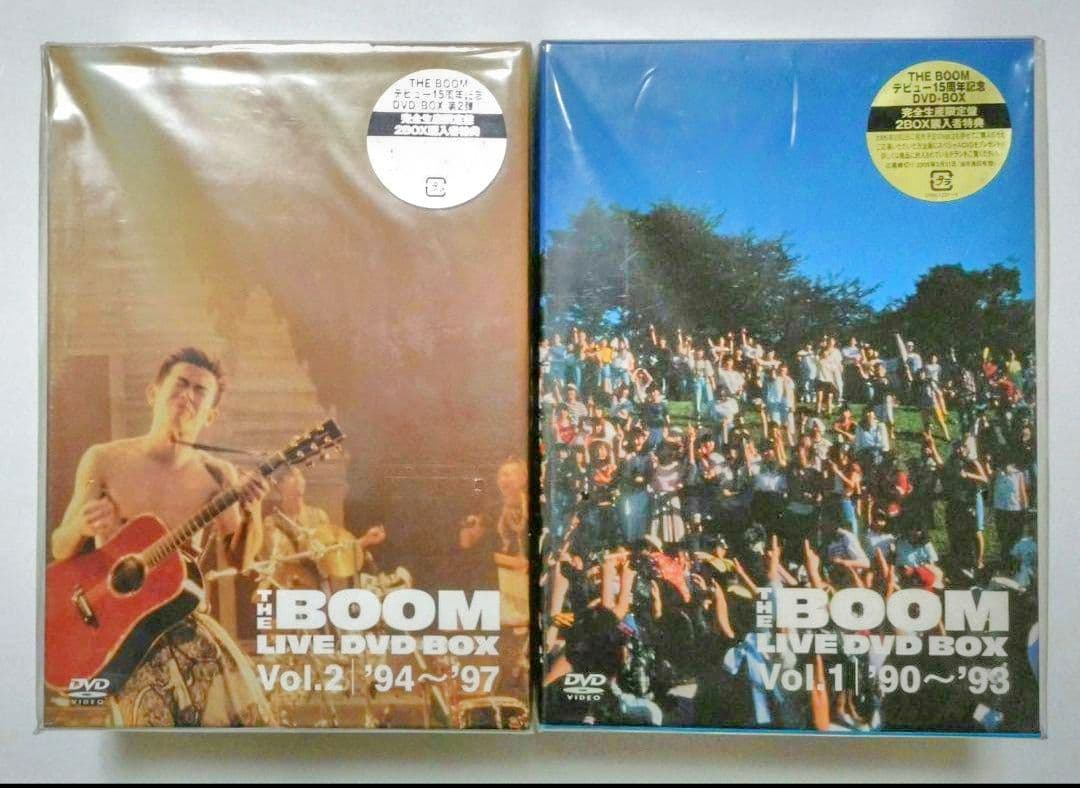 THE BOOM
デビュー15周年記念
DVD-BOX 第2弾
完全生産限定盤
2BOX購入者特典
プラ
THE
BOOM
LIVE DVD BOX
Vol.2 | '94〜'97
DVD
VIDEO
THE BOOM
デビュー15周年記念
DVD-BOX
完全生産限定盤
2BOX購入者特典
プラ
THE
BOOM
LIVE DVD BOX
Vol.1 | '90〜'93
DVD
VIDEO